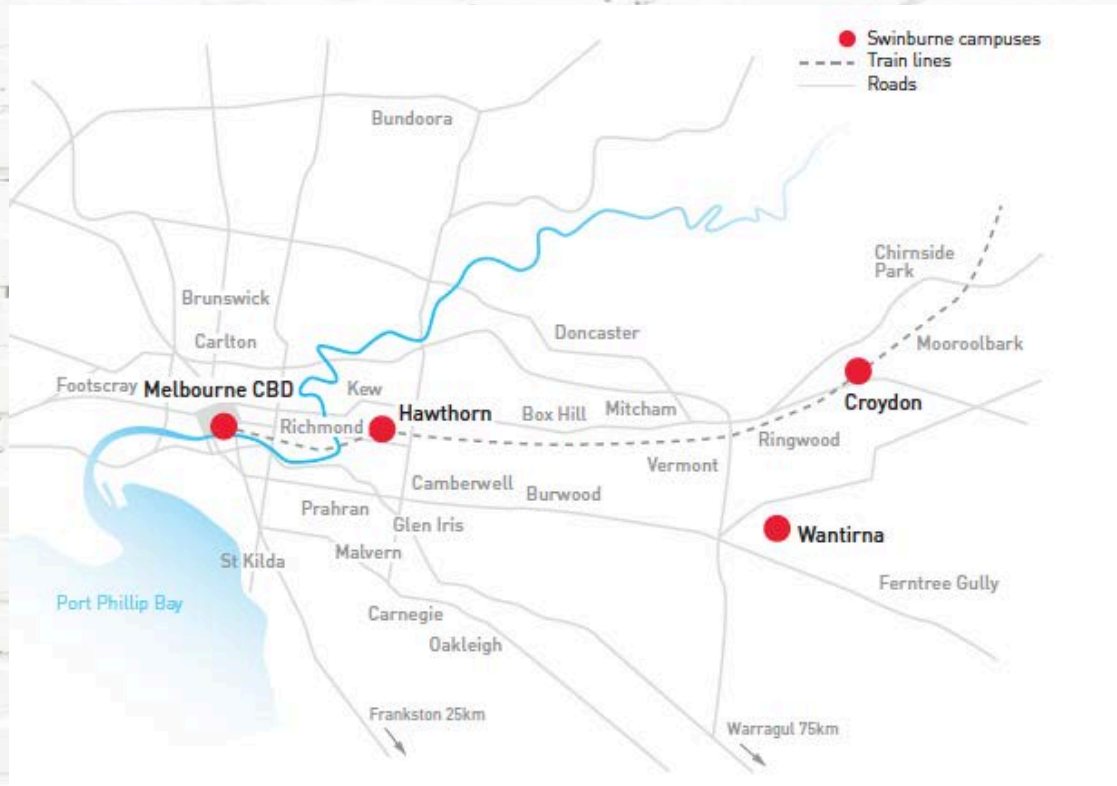 Swinburne campuses
Train lines
Roads
Bundoora
Chirnside
Park
Brunswick
Doncaster
Mooroolbark
Carlton
Footscray
Melbourne CBD
Kew
Croydon
Hawthorn
Box Hill
Mitcham
Richmond
Ringwood
Vermont
Camberwell
Burwood
Prahran
Glen Iris
Wantirna
Malvern
St Kilda
Ferntree Gully
Port Phillip Bay
Carnegie
Oakleigh
Frankston 25km
Warragul 75km